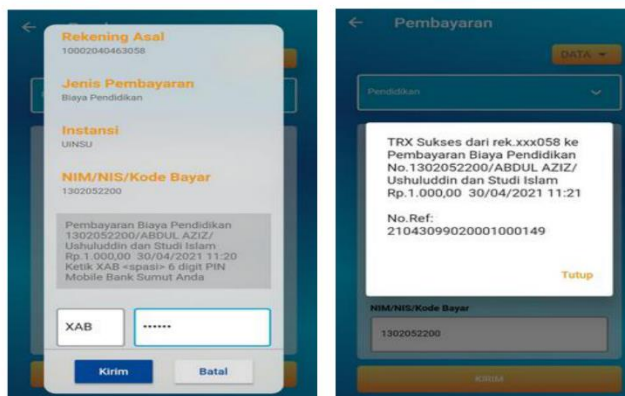 Rekening Asal
10002040463058
Jenis Pembayaran
Biaya Pendidikan
Instansi
UINSU
NIM/NIS/Kode Bayar
1302052200
Pembayaran Biaya Pendidikan
1302052200/ABDUL AZIZ/
Ushuluddin dan Studi Islam
Rp.1.000,00 30/04/2021 11:20
Ketik XAB <spasi> 6 digit PIN
Mobile Bank Sumut Anda
XAB
Kirim Batal
Pembayaran
DATA
Pendidikan
TRX Sukses dari rek.xxx058 ke
Pembayaran Biaya Pendidikan
No.1302052200/ABDUL AZIZ/
Ushuluddin dan Studi Islam
Rp.1.000,00 30/04/2021 11:21
No.Ref:
21043099020001000149
Tutup
NIM/NIS/Kode Bayar
1302052200
KIRIM